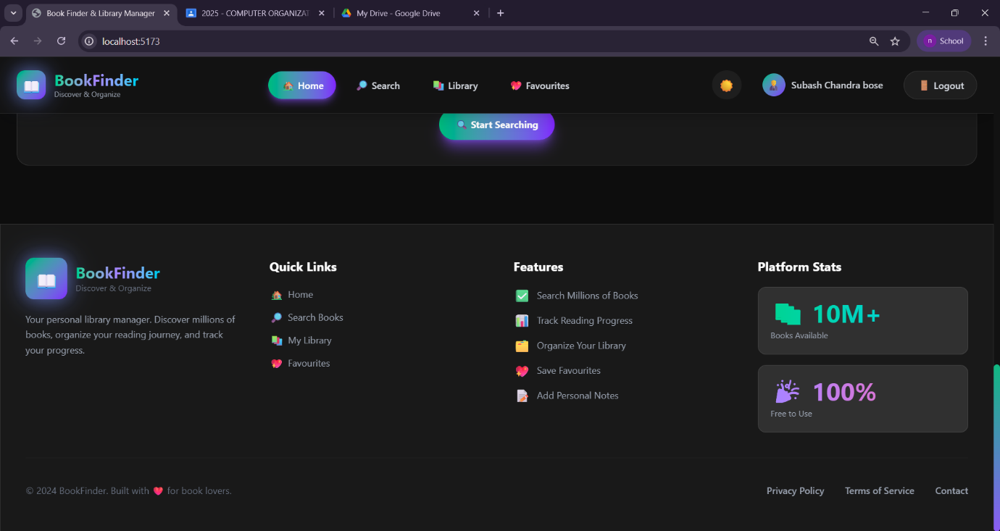 Book Finder & Library Manager
2025 - COMPUTER ORGANIZAT
My Drive - Google Drive
localhost:5173
n School
BookFinder
Discover & Organize
Home
Search
Library
Favourites
Subash Chandra bose
Logout
Start Searching
BookFinder
Discover & Organize
Your personal library manager. Discover millions of
books, organize your reading journey, and track
your progress.
Quick Links
Home
Search Books
My Library
Favourites
Features
Search Millions of Books
Track Reading Progress
Organize Your Library
Save Favourites
Add Personal Notes
Platform Stats
10M+
Books Available
100%
Free to Use
© 2024 BookFinder. Built with ❤️ for book lovers.
Privacy Policy
Terms of Service
Contact